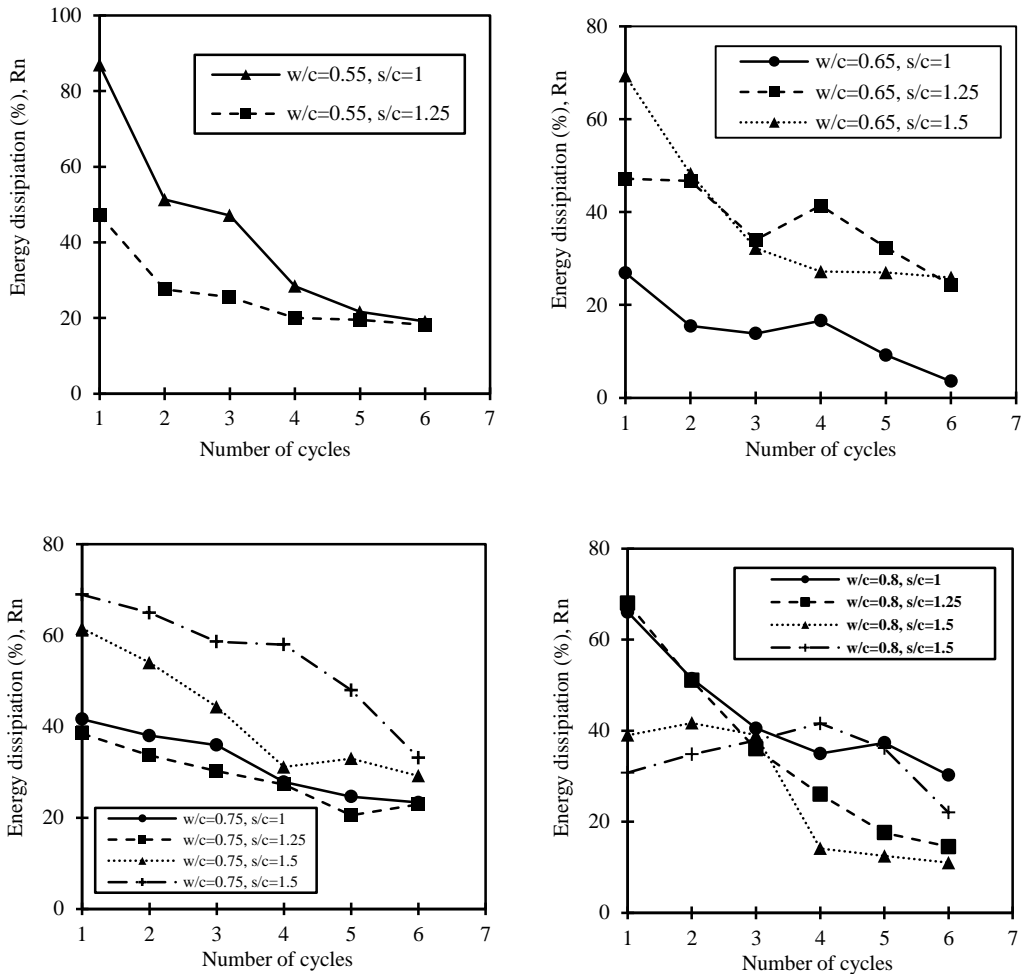 100
80
60
40
20
0
Energy dissipiation (%), Rn
w/c=0.55, s/c=1
w/c=0.55, s/c=1.25
1 2 3 4 5 6 7
Number of cycles
80
60
40
20
0
Energy dissipiation (%), Rn
w/c=0.65, s/c=1
w/c=0.65, s/c=1.25
w/c=0.65, s/c=1.5
1 2 3 4 5 6 7
Number of cycles
80
60
40
20
0
Energy dissipiation (%), Rn
w/c=0.75, s/c=1
w/c=0.75, s/c=1.25
w/c=0.75, s/c=1.5
w/c=0.75, s/c=1.5
1 2 3 4 5 6 7
Number of cycles
80
60
40
20
0
Energy dissipiation (%), Rn
w/c=0.8, s/c=1
w/c=0.8, s/c=1.25
w/c=0.8, s/c=1.5
w/c=0.8, s/c=1.5
1 2 3 4 5 6 7
Number of cycles